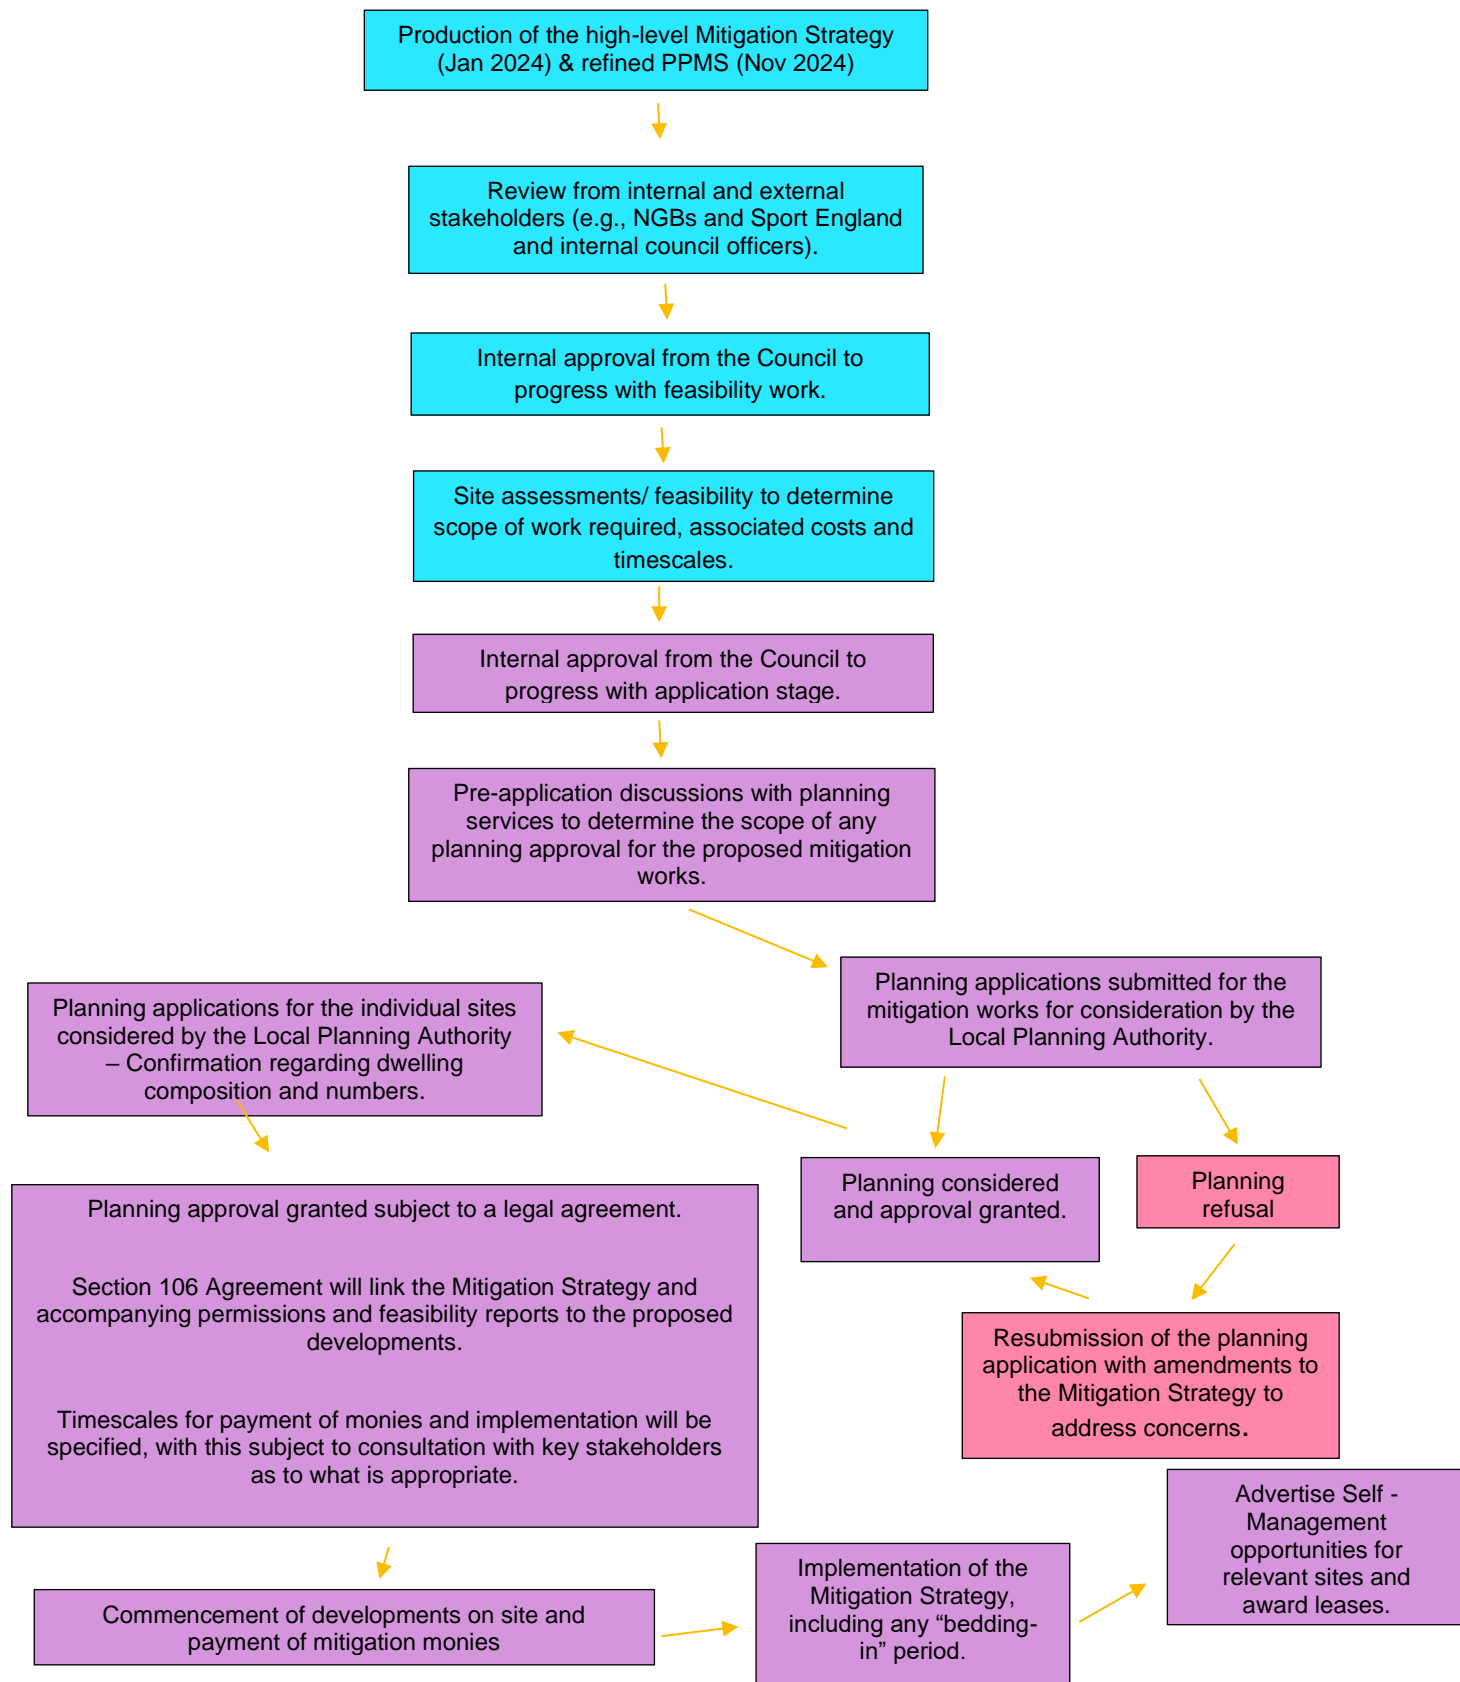 Production of the high-level Mitigation Strategy
(Jan 2024) & refined PPMS (Nov 2024)
Review from internal and external
stakeholders (e.g., NGBs and Sport England
and internal council officers).
Internal approval from the Council to
progress with feasibility work.
Site assessments/ feasibility to determine
scope of work required, associated costs and
timescales.
Internal approval from the Council to
progress with application stage.
Pre-application discussions with planning
services to determine the scope of any
planning approval for the proposed mitigation
works.
Planning applications submitted for the
mitigation works for consideration by the
Local Planning Authority.
Planning applications for the individual sites
considered by the Local Planning Authority
– Confirmation regarding dwelling
composition and numbers.
Planning considered
and approval granted.
Planning
refusal
Resubmission of the planning
application with amendments to
the Mitigation Strategy to
address concerns.
Planning approval granted subject to a legal agreement.
Section 106 Agreement will link the Mitigation Strategy and
accompanying permissions and feasibility reports to the proposed
developments.
Timescales for payment of monies and implementation will be
specified, with this subject to consultation with key stakeholders
as to what is appropriate.
Commencement of developments on site and
payment of mitigation monies
Implementation of the
Mitigation Strategy,
including any “bedding-
in” period.
Advertise Self -
Management
opportunities for
relevant sites and
award leases.